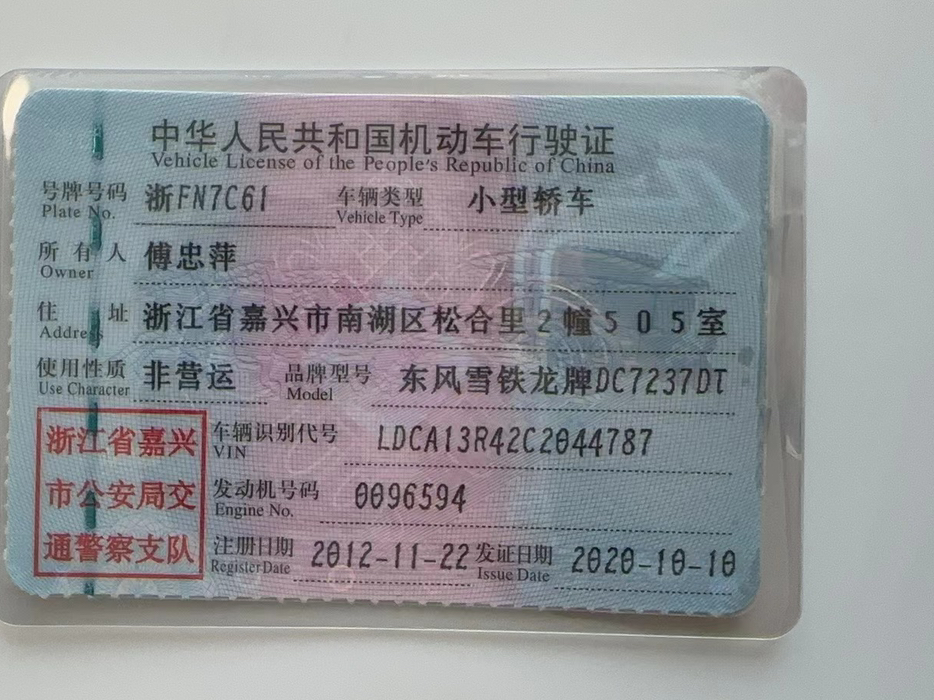 中华人民共和国机动车行驶证
Vehicle License of the People's Republic of China
号牌号码 浙FN7C61 车辆类型 小型轿车
Plate No. Vehicle Type
所有人 傅忠萍
Owner
住址 浙江省嘉兴市南湖区松合里2幢505室
Address
使用性质 非营运 品牌型号 东风雪铁龙牌DC7237DT
Use Character Model
浙江省嘉兴
市公安局交
通警察支队
车辆识别代号 LDCA13R42C2044787
VIN
发动机号码 0096594
Engine No.
注册日期 2012-11-22 发证日期 2020-10-10
Register Date Issue Date